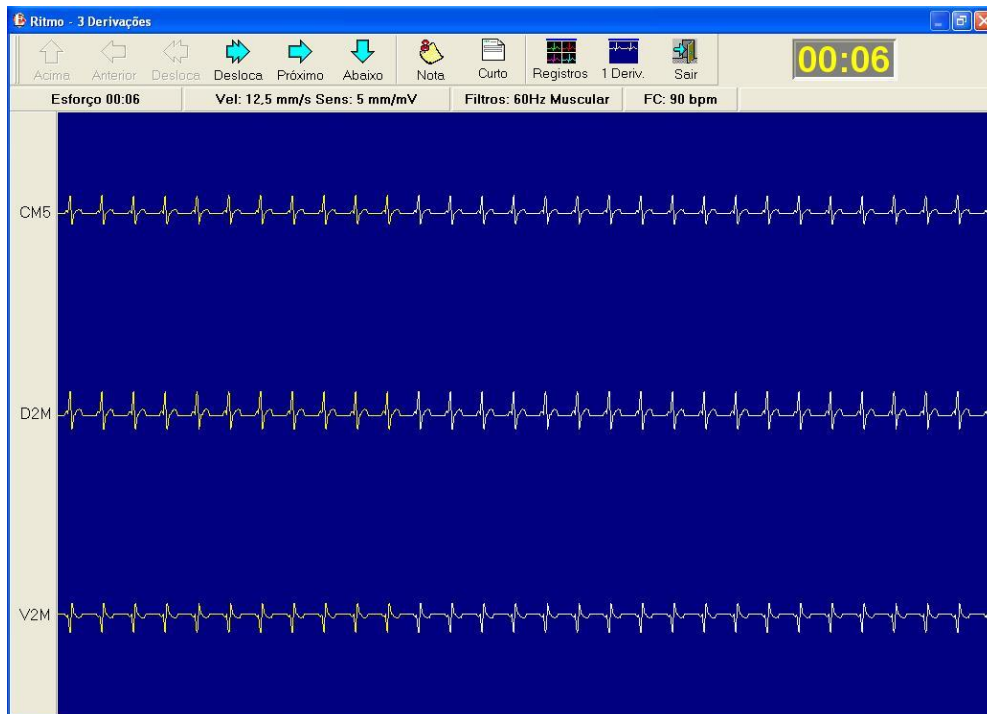 Ritmo - 3 Derivações
Acima Anterior Desloca Desloca Próximo Abaixo Nota Curto Registros 1 Deriv. Sair
00:06
Esforço 00:06 Vel: 12,5 mm/s Sens: 5 mm/mV Filtros: 60Hz Muscular FC: 90 bpm
CM5
D2M
V2M